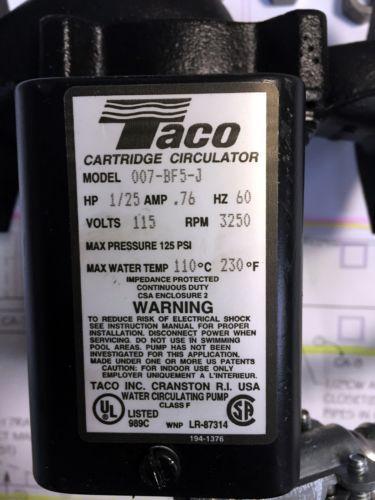 Taco
CARTRIDGE CIRCULATOR
MODEL 007-BF5-J
HP 1/25 AMP .76 HZ 60
VOLTS 115 RPM 3250
MAX PRESSURE 125 PSI
MAX WATER TEMP 110°C 230°F
IMPEDANCE PROTECTED
CONTINUOUS DUTY
CSA ENCLOSURE 2
WARNING
TO REDUCE RISK OF ELECTRICAL SHOCK
SEE INSTRUCTION MANUAL FOR PROPER
INSTALLATION. DISCONNECT POWER WHEN
SERVICING. DO NOT USE IN SWIMMING
POOL AREAS. PUMP HAS NOT BEEN
INVESTIGATED FOR THIS APPLICATION.
MADE UNDER ONE OR MORE US PATENTS
CAUTION: FOR INDOOR USE ONLY
EMPLOYER UNIQUEMENT A L'INTERIEUR.
TACO INC. CRANSTON R.I. USA
WATER CIRCULATING PUMP
CLASS F
UL LISTED
989C
WNP LR-87314
SA
194-1376